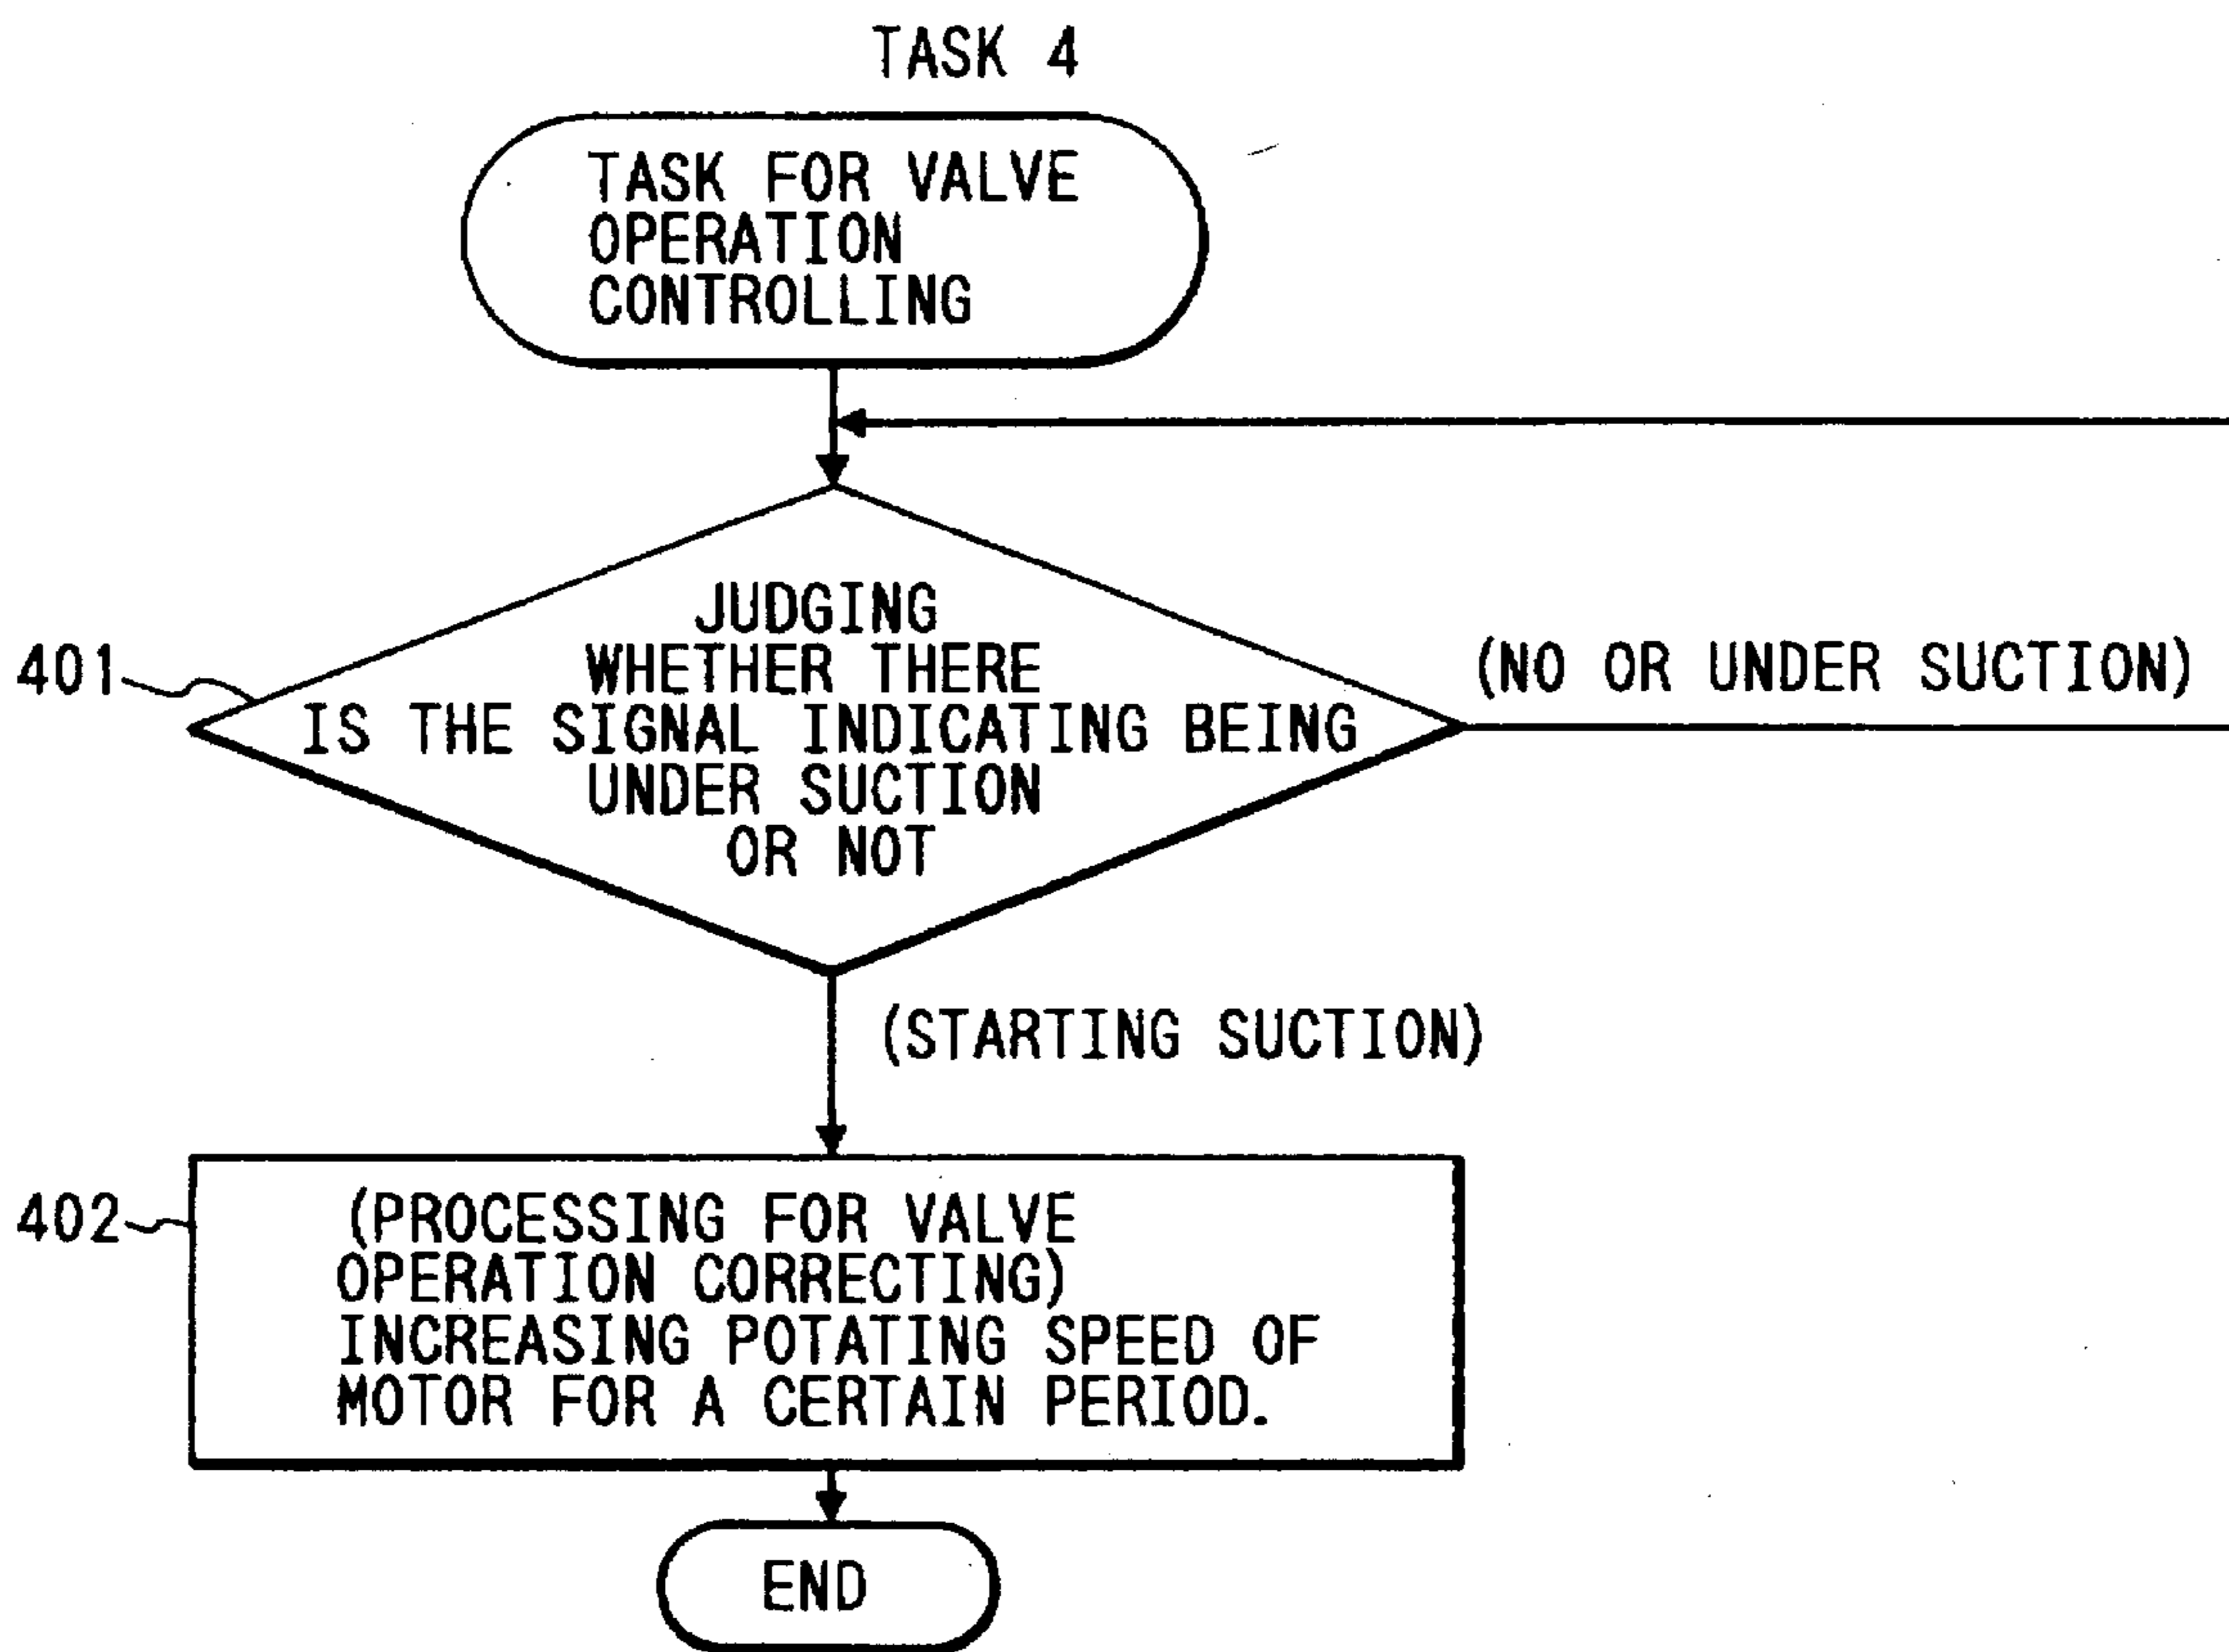 TASK 4
TASK FOR VALVE
OPERATION
CONTROLLING
401
JUDGING
WHETHER THERE
IS THE SIGNAL INDICATING BEING
UNDER SUCTION
OR NOT
(NO OR UNDER SUCTION)
(STARTING SUCTION)
402
(PROCESSING FOR VALVE
OPERATION CORRECTING)
INCREASING POTATING SPEED OF
MOTOR FOR A CERTAIN PERIOD.
END